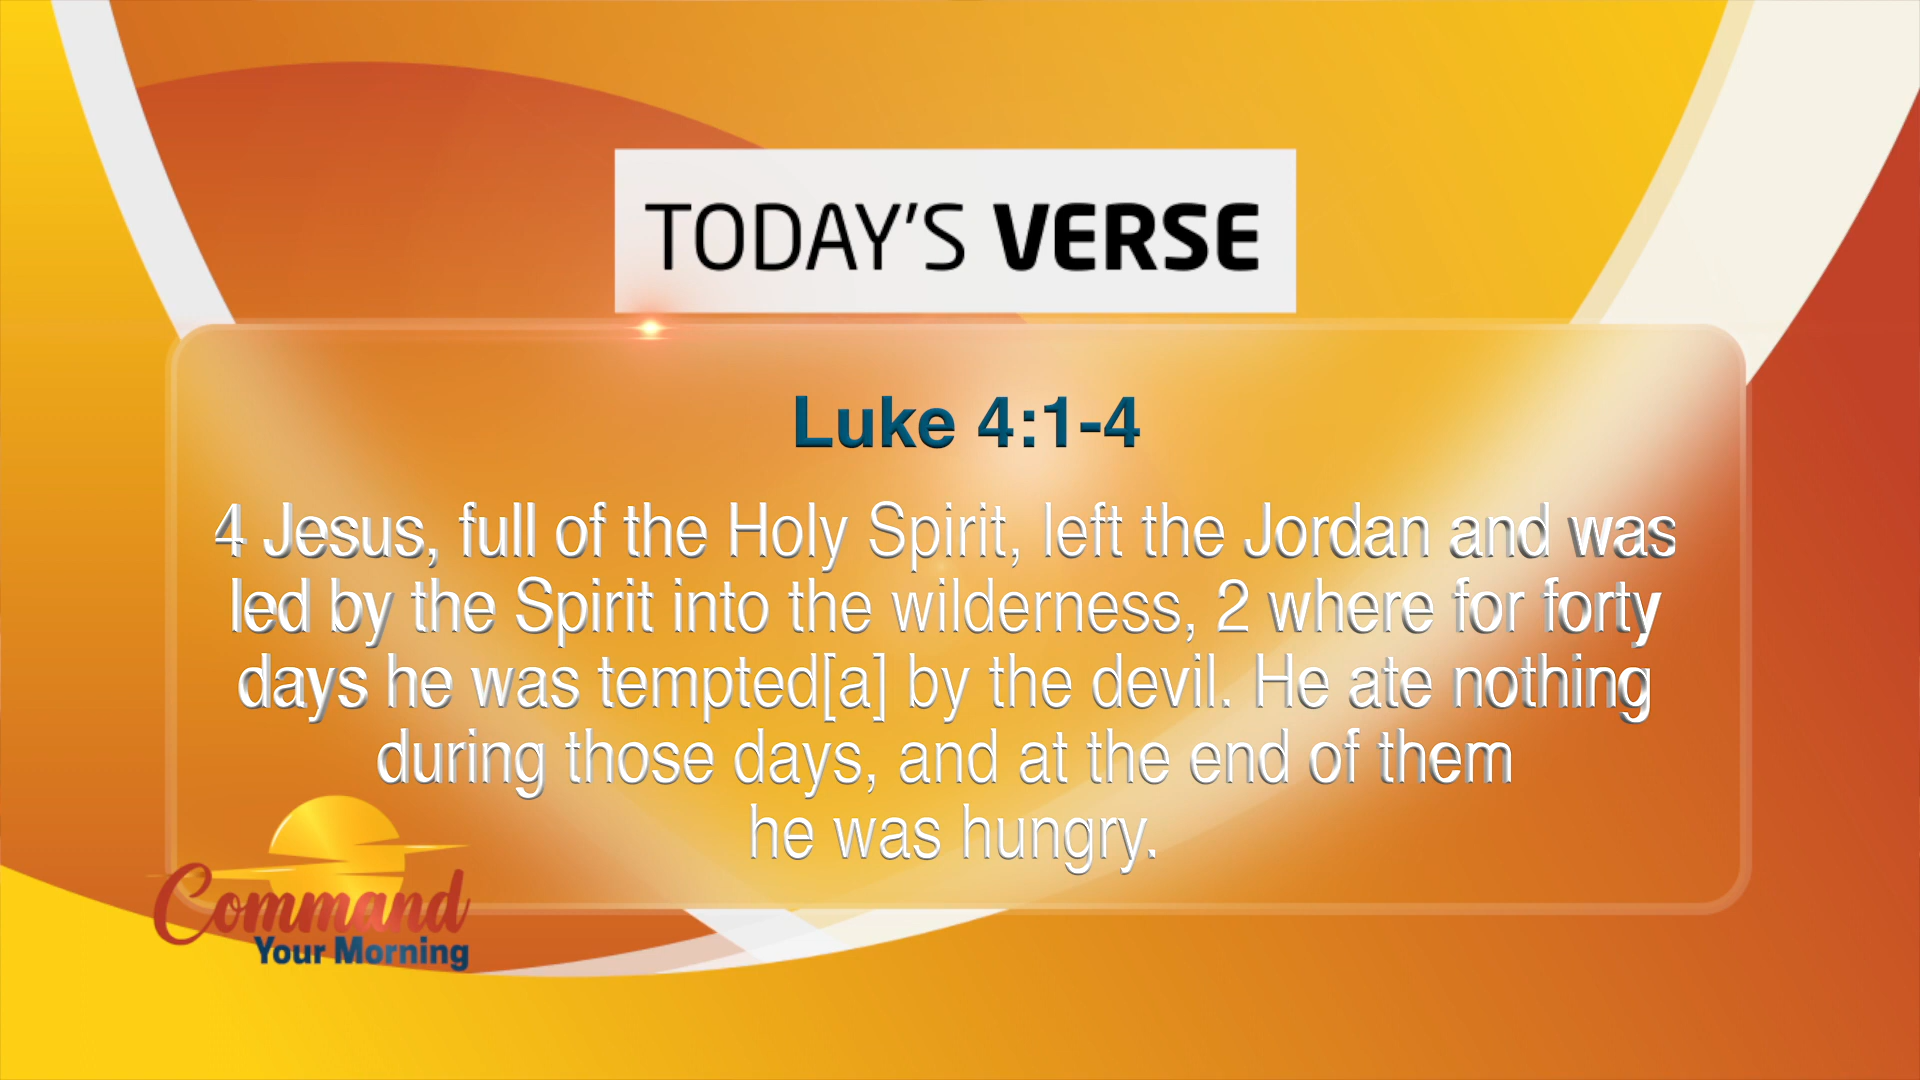 TODAY'S VERSE
Luke 4:1-4
4 Jesus, full of the Holy Spirit, left the Jordan and was
led by the Spirit into the wilderness, 2 where for forty
days he was tempted[a] by the devil. He ate nothing
during those days, and at the end of them
he was hungry.
Command
Your Morning